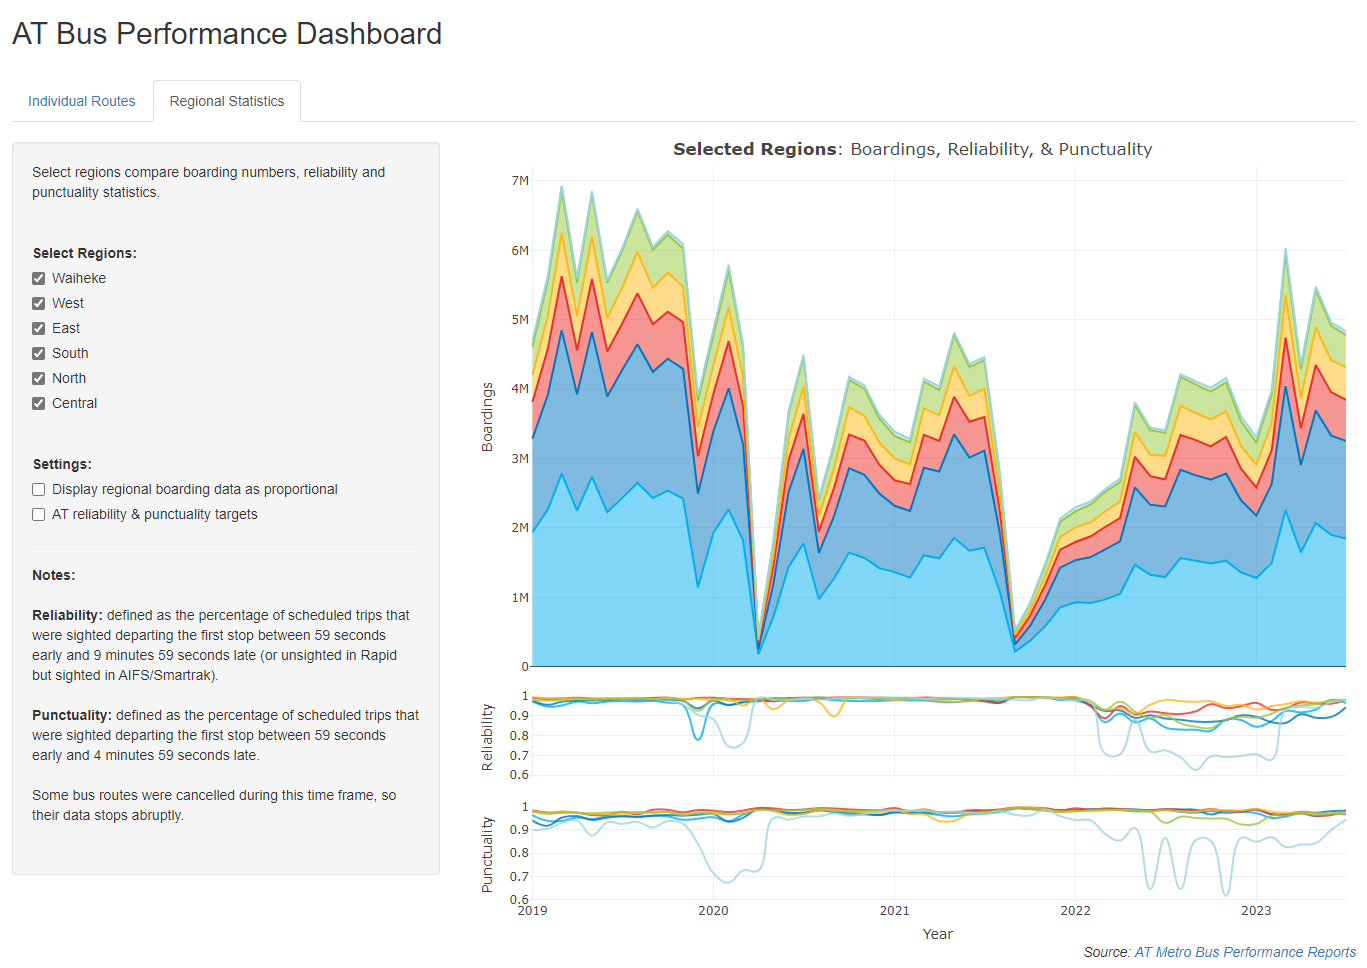 AT Bus Performance Dashboard
Individual Routes
Regional Statistics
Select regions compare boarding numbers, reliability and
punctuality statistics.
Select Regions:
Waiheke
West
East
South
North
Central
Settings:
Display regional boarding data as proportional
AT reliability & punctuality targets
Notes:
Reliability: defined as the percentage of scheduled trips that
were sighted departing the first stop between 59 seconds
early and 9 minutes 59 seconds late (or unsighted in Rapid
but sighted in AIFS/Smartrak).
Punctuality: defined as the percentage of scheduled trips that
were sighted departing the first stop between 59 seconds
early and 4 minutes 59 seconds late.
Some bus routes were cancelled during this time frame, so
their data stops abruptly.
Selected Regions: Boardings, Reliability, & Punctuality
Boardings
7M
6M
5M
4M
3M
2M
1M
0
Reliability
1
0.9
0.8
0.7
0.6
Punctuality
1
0.9
0.8
0.7
0.6
2019
2020
2021
2022
2023
Year
Source: AT Metro Bus Performance Reports